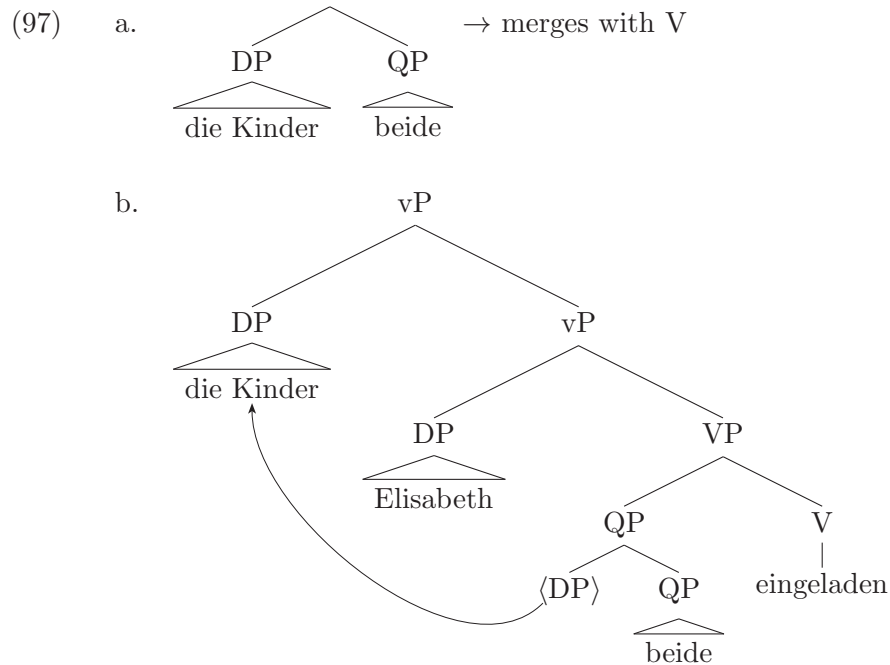 (97) a. → merges with V
DP QP
die Kinder beide
b. vP
DP vP
die Kinder
DP VP
Elisabeth
QP V
⟨DP⟩ QP eingeladen
beide